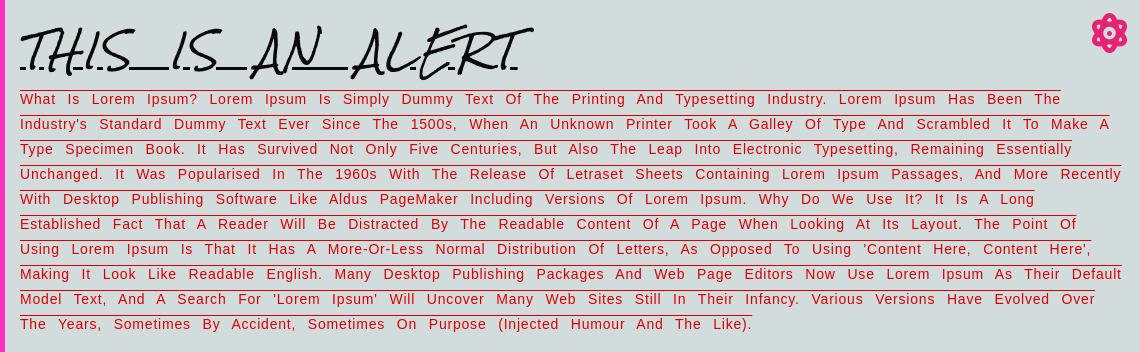 THIS IS AN ALERT
What Is Lorem Ipsum? Lorem Ipsum Is Simply Dummy Text Of The Printing And Typesetting Industry. Lorem Ipsum Has Been The
Industry's Standard Dummy Text Ever Since The 1500s, When An Unknown Printer Took A Galley Of Type And Scrambled It To Make A
Type Specimen Book. It Has Survived Not Only Five Centuries, But Also The Leap Into Electronic Typesetting, Remaining Essentially
Unchanged. It Was Popularised In The 1960s With The Release Of Letraset Sheets Containing Lorem Ipsum Passages, And More Recently
With Desktop Publishing Software Like Aldus PageMaker Including Versions Of Lorem Ipsum. Why Do We Use It? It Is A Long
Established Fact That A Reader Will Be Distracted By The Readable Content Of A Page When Looking At Its Layout. The Point Of
Using Lorem Ipsum Is That It Has A More-Or-Less Normal Distribution Of Letters, As Opposed To Using 'Content Here, Content Here',
Making It Look Like Readable English. Many Desktop Publishing Packages And Web Page Editors Now Use Lorem Ipsum As Their Default
Model Text, And A Search For 'Lorem Ipsum' Will Uncover Many Web Sites Still In Their Infancy. Various Versions Have Evolved Over
The Years, Sometimes By Accident, Sometimes On Purpose (Injected Humour And The Like).